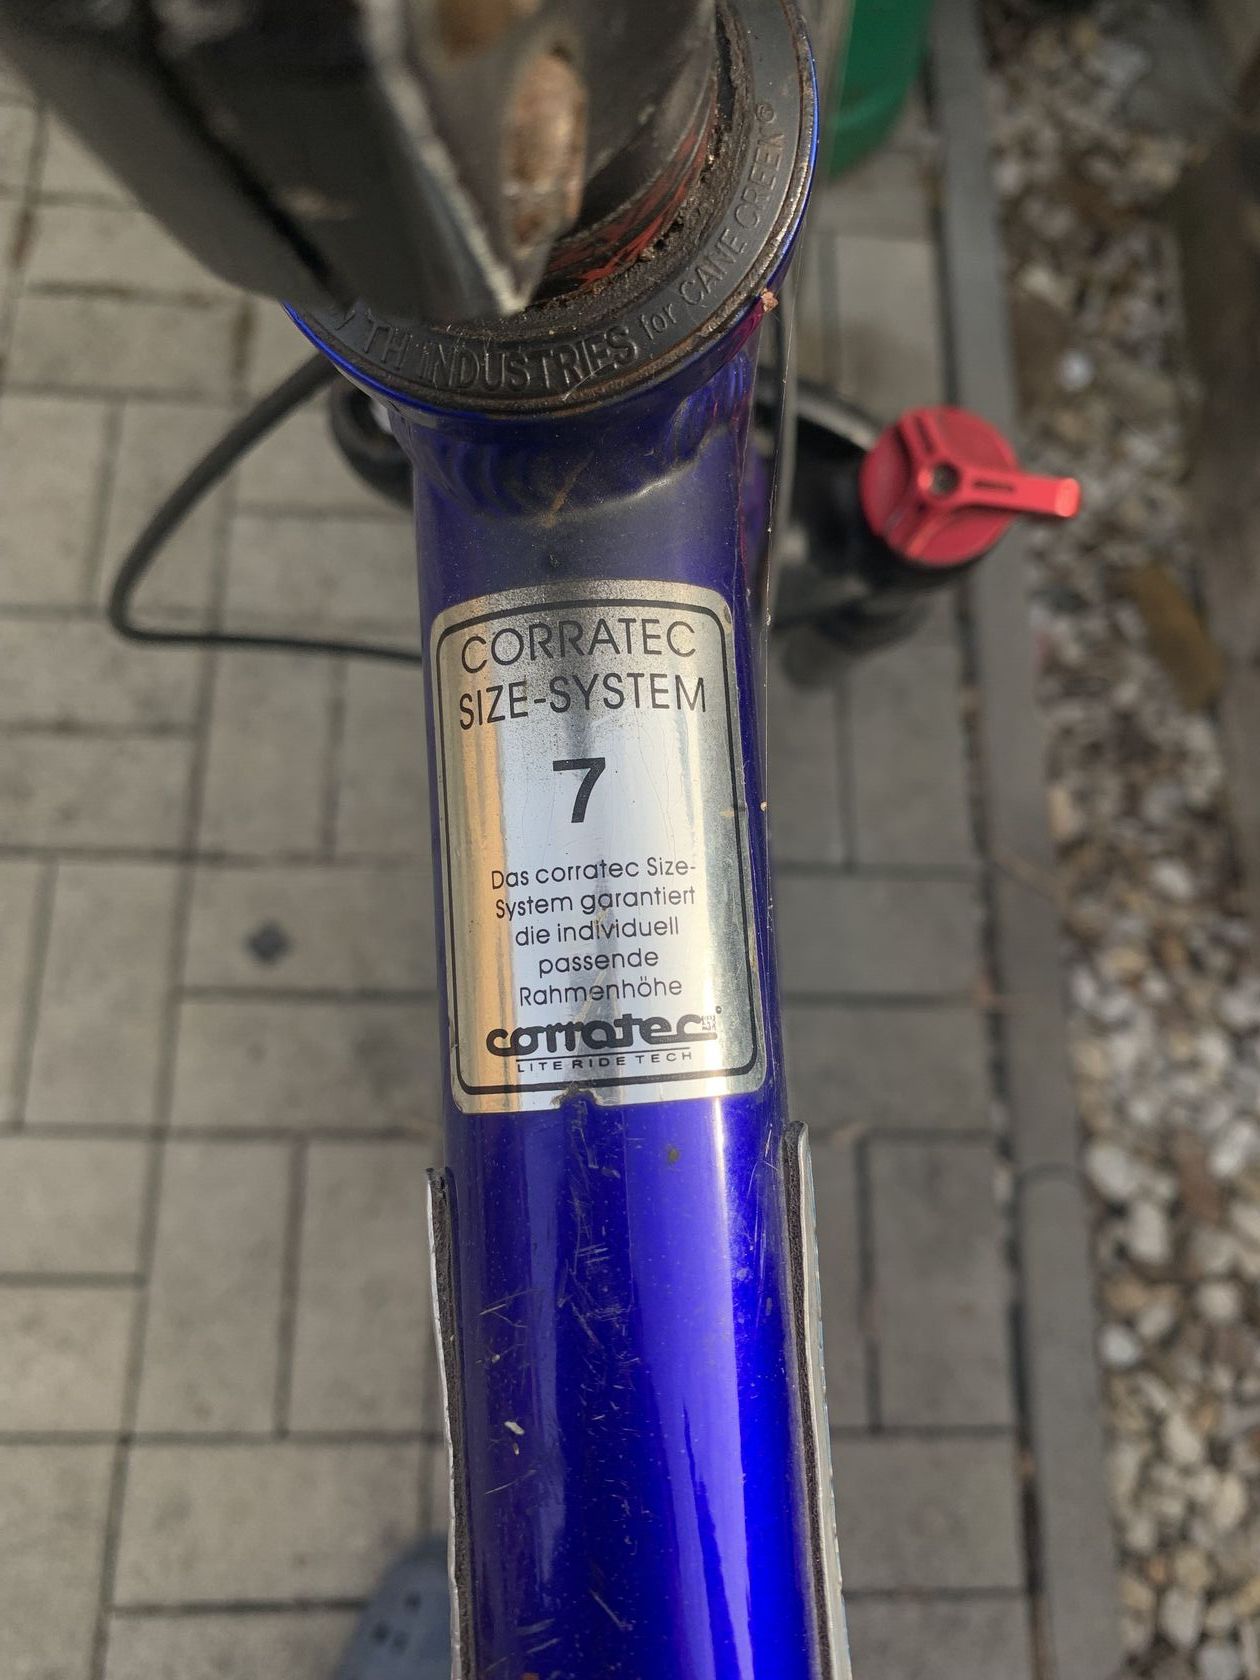 TH INDUSTRIES for CANE CREEK®
CORRATEC
SIZE-SYSTEM
7
Das corratec Size-
System garantiert
die individuell
passende
Rahmenhöhe
corratec
LITE RIDE TECH